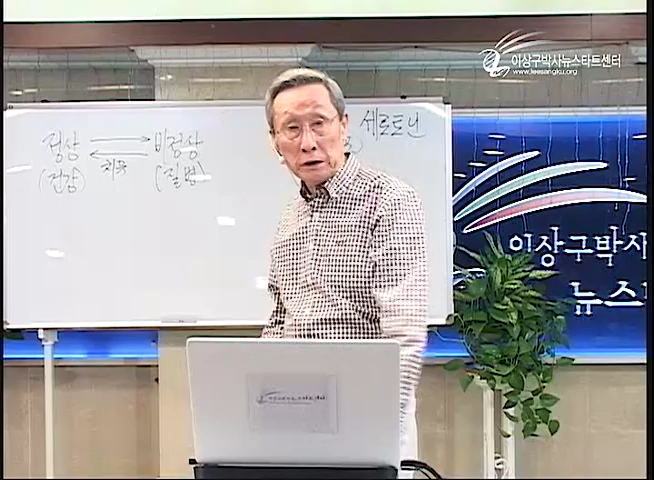 이상구박사뉴스타트센터
www.leesangku.org
세로토닌
정상 비정상
치유
(건강) (질병)
이상구박사
뉴스